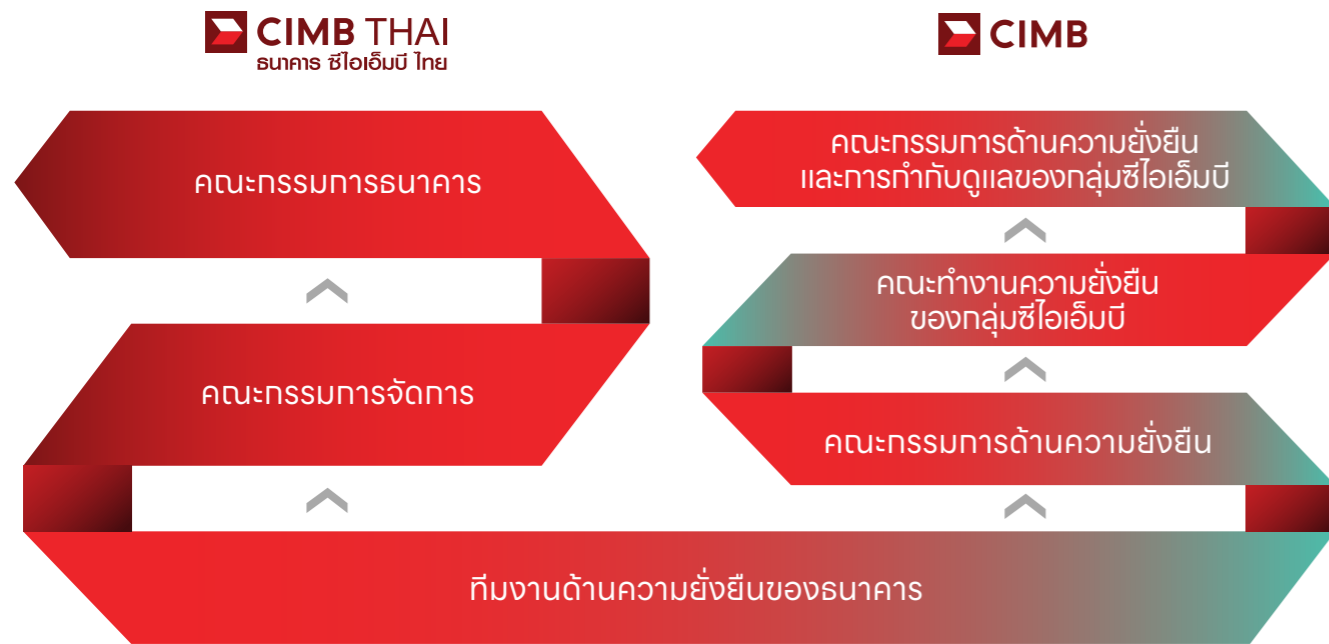 CIMB THAI
ธนาคาร ซีไอเอ็มบี ไทย
คณะกรรมการธนาคาร
คณะกรรมการจัดการ
CIMB
คณะกรรมการด้านความยั่งยืน
และการกำกับดูแลของกลุ่มซีไอเอ็มบี
คณะทำงานความยั่งยืน
ของกลุ่มซีไอเอ็มบี
คณะกรรมการด้านความยั่งยืน
ทีมงานด้านความยั่งยืนของธนาคาร